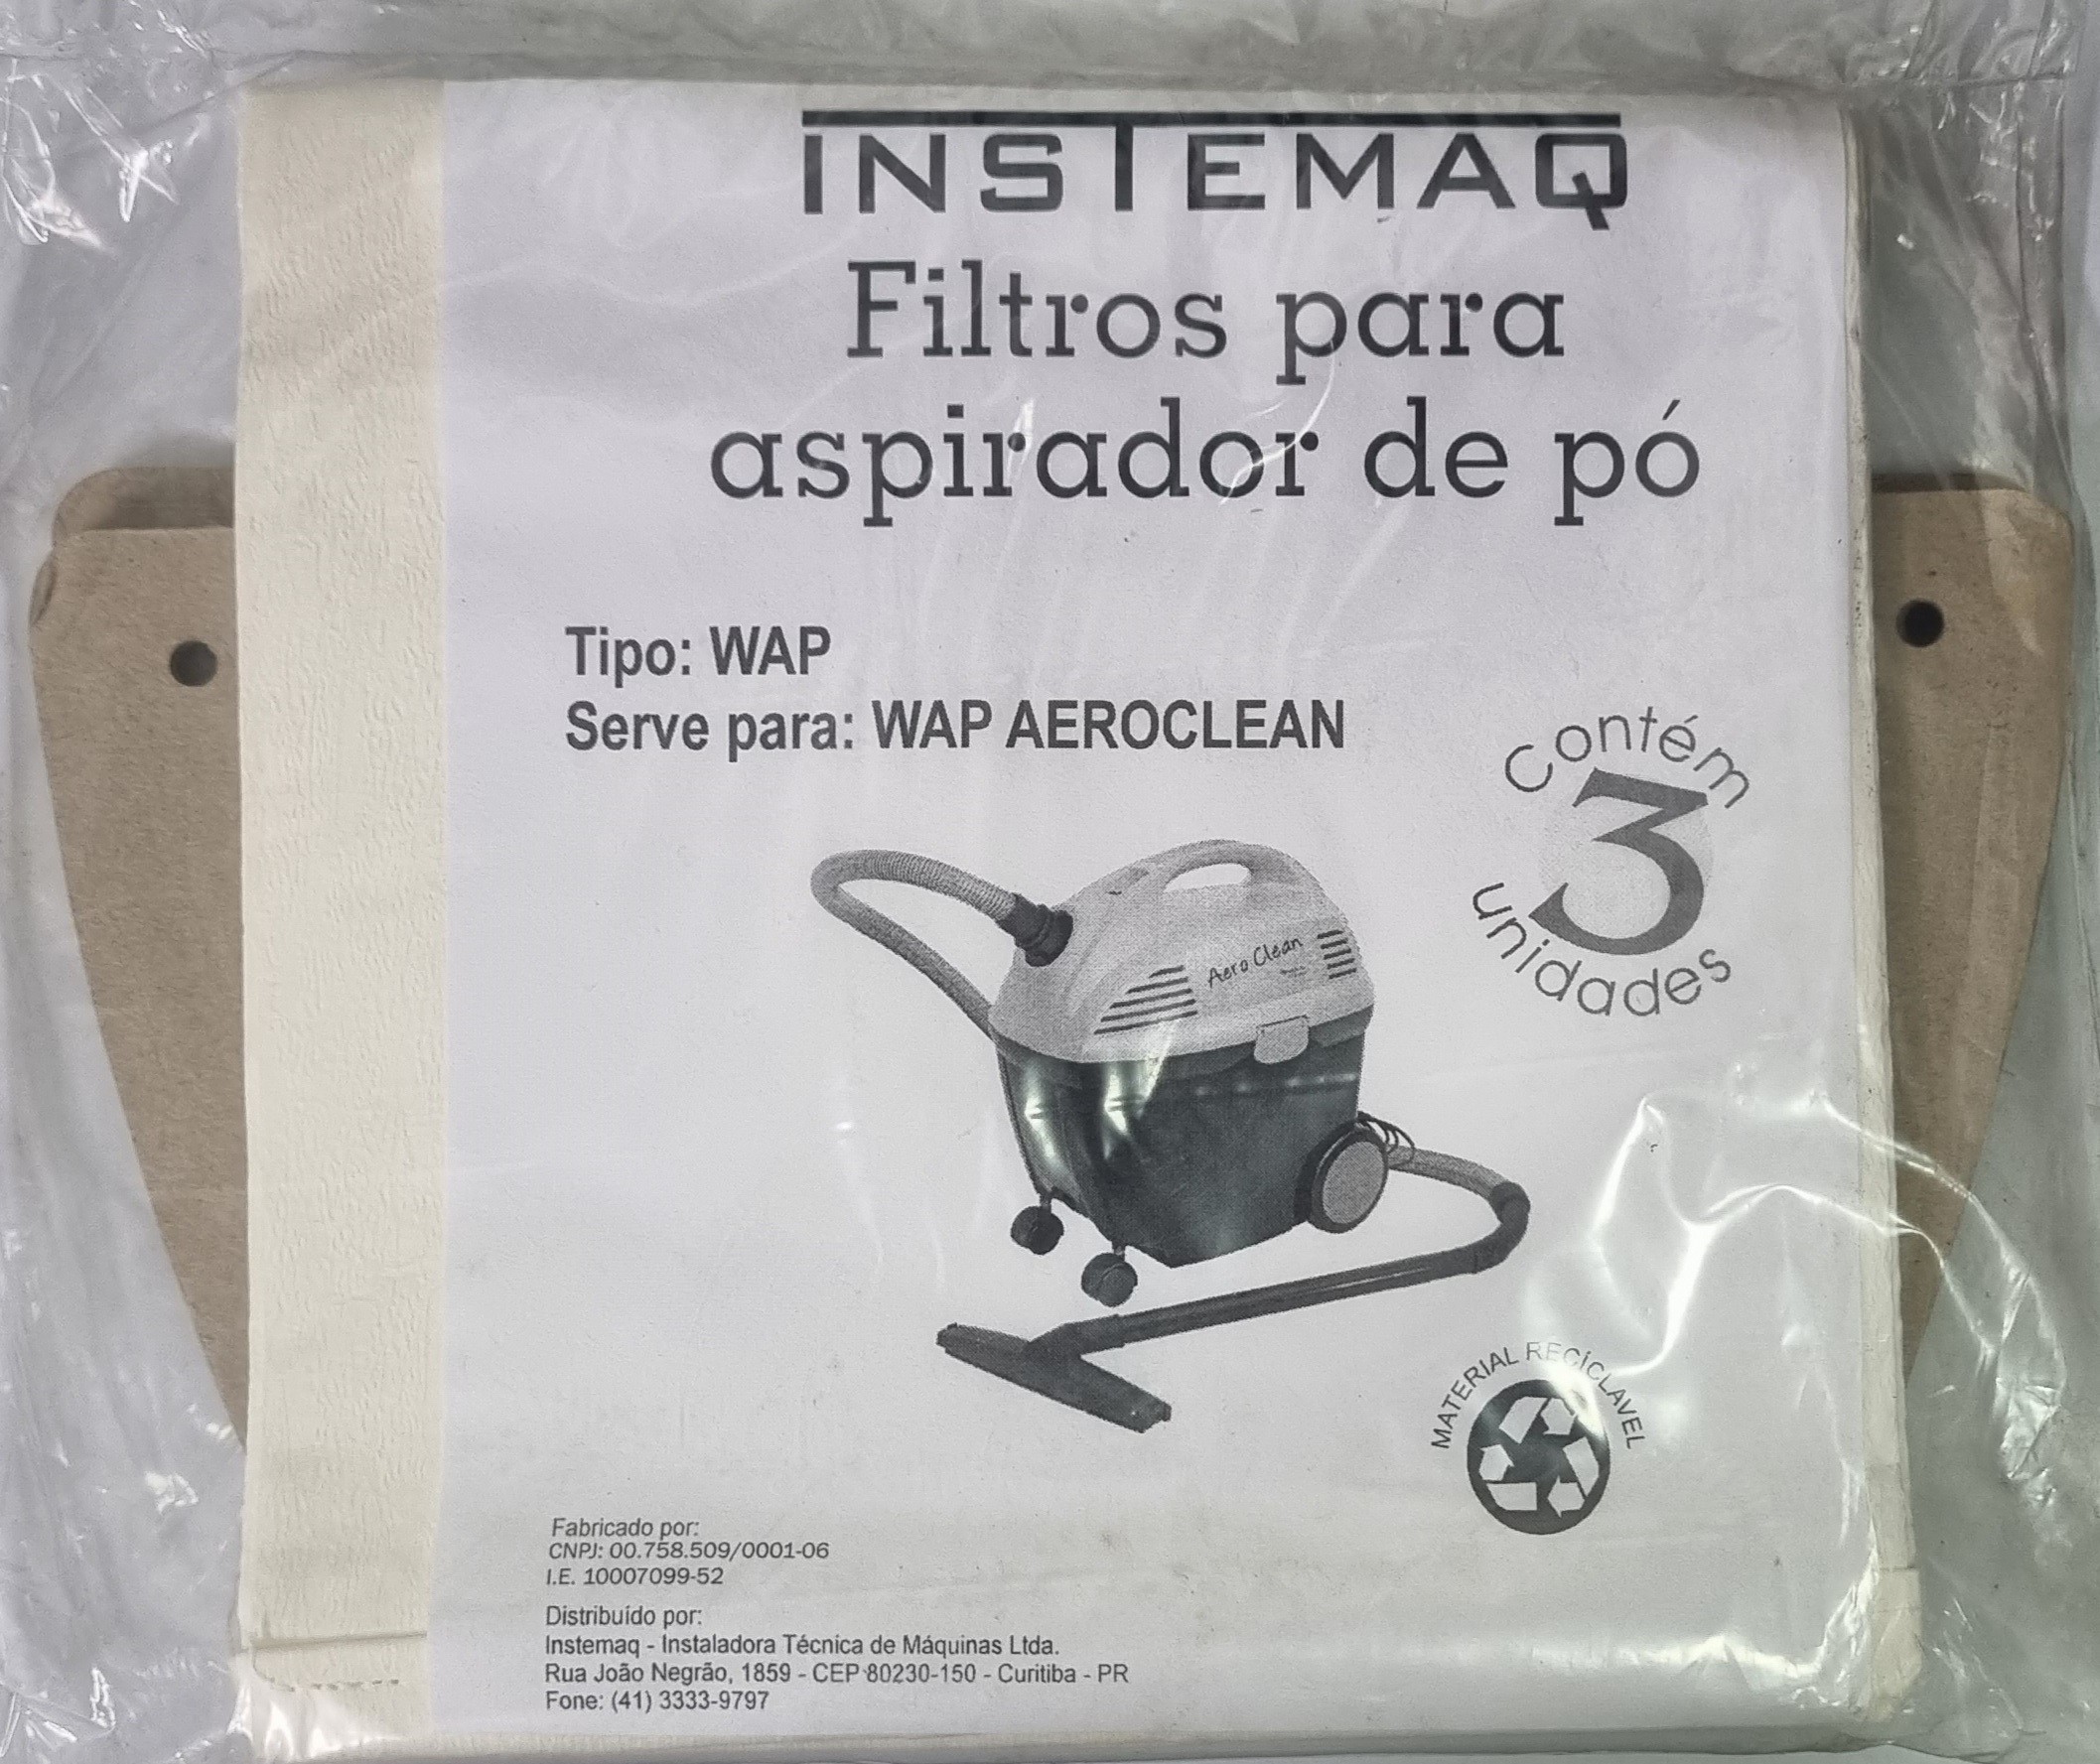 INSTEMAQ
Filtros para
aspirador de pó
Tipo: WAP
Serve para: WAP AEROCLEAN
Contém
3
unidades
Aero Clean
MATERIAL RECÍCLAVEL
Fabricado por:
CNPJ: 00.758.509/0001-06
I.E. 10007099-52
Distribuído por:
Instemaq - Instaladora Técnica de Máquinas Ltda.
Rua João Negrão, 1859 - CEP 80230-150 - Curitiba - PR
Fone: (41) 3333-9797